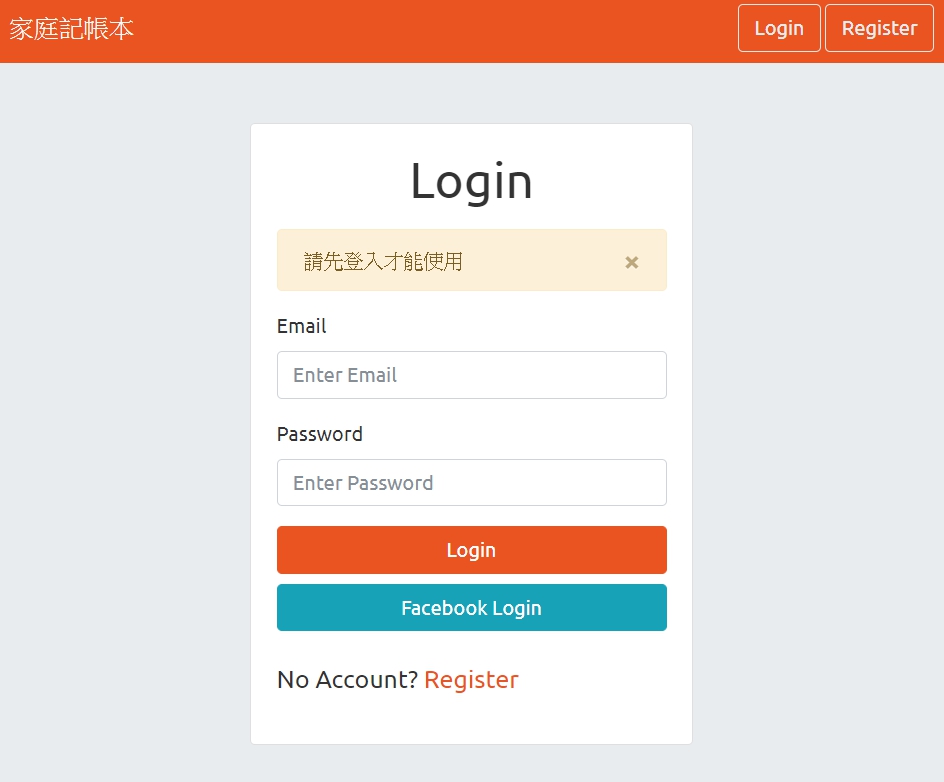 家庭記帳本
Login
Register
Login
請先登入才能使用
×
Email
Enter Email
Password
Enter Password
Login
Facebook Login
No Account? Register